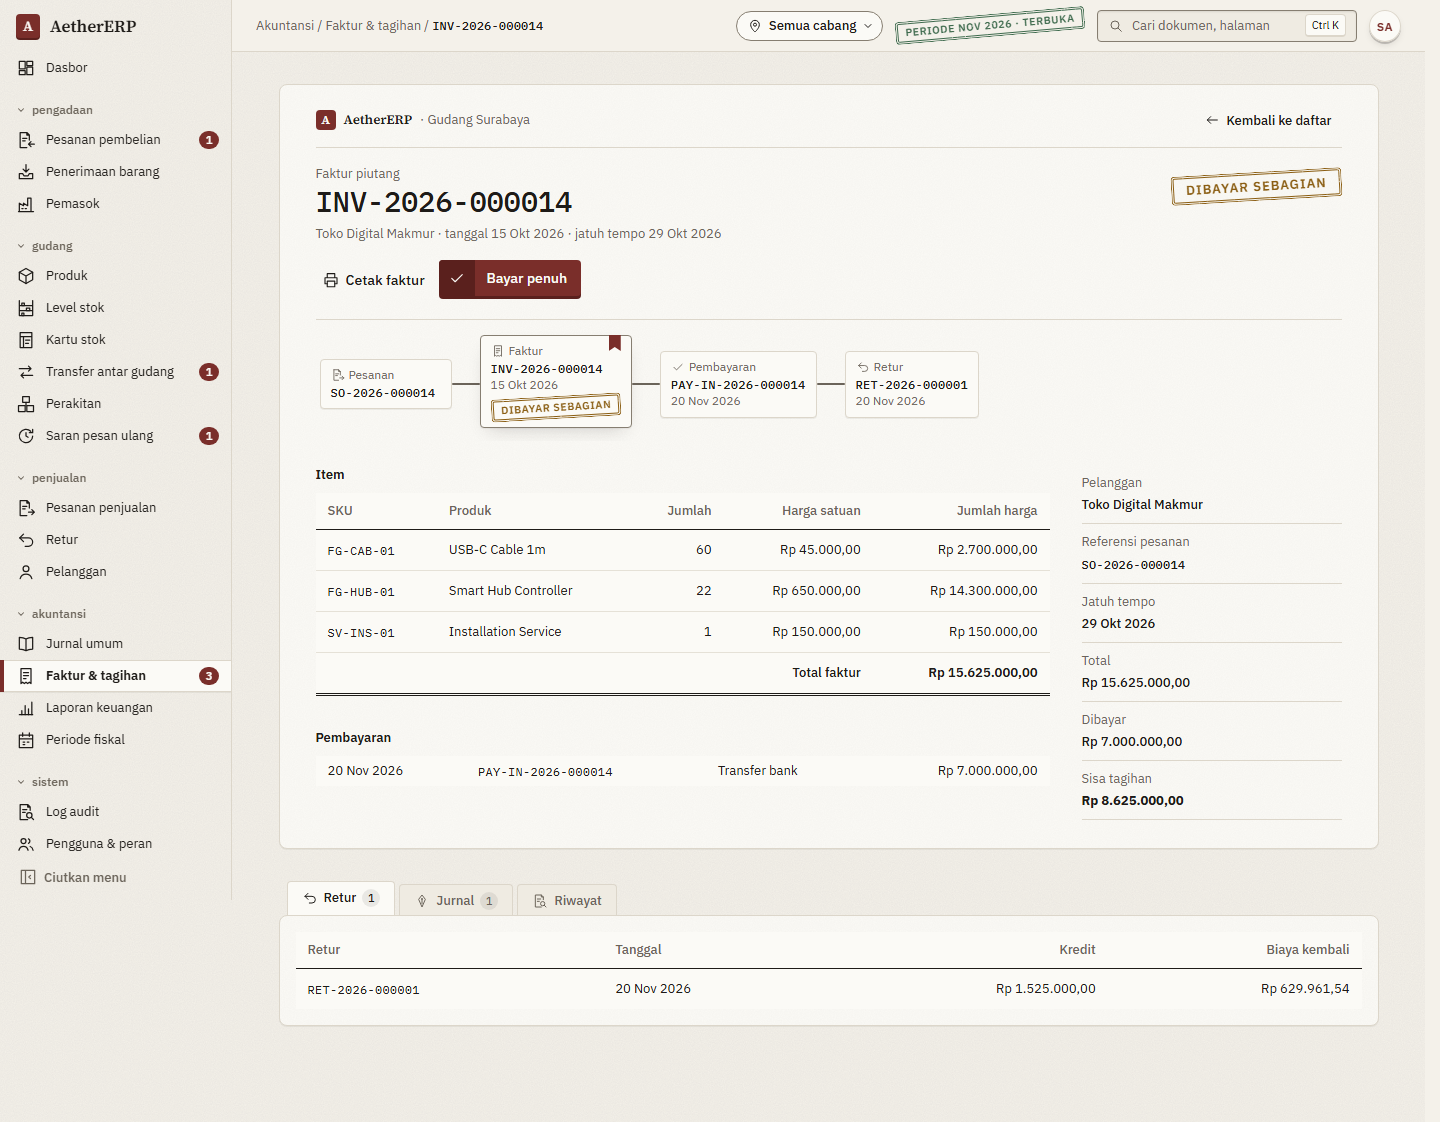 A AetherERP
Akuntansi / Faktur & tagihan / INV-2026-000014
Semua cabang
PERIODE NOV 2026 · TERBUKA
Cari dokumen, halaman
Ctrl K
SA
Dasbor
pengadaan
Pesanan pembelian 1
Penerimaan barang
Pemasok
gudang
Produk
Level stok
Kartu stok
Transfer antar gudang 1
Perakitan
Saran pesan ulang 1
penjualan
Pesanan penjualan
Retur
Pelanggan
akuntansi
Jurnal umum
Faktur & tagihan 3
Laporan keuangan
Periode fiskal
sistem
Log audit
Pengguna & peran
Ciutkan menu
A AetherERP · Gudang Surabaya
Kembali ke daftar
Faktur piutang
INV-2026-000014
DIBAYAR SEBAGIAN
Toko Digital Makmur · tanggal 15 Okt 2026 · jatuh tempo 29 Okt 2026
Cetak faktur
Bayar penuh
Pesanan
SO-2026-000014
Faktur
INV-2026-000014
15 Okt 2026
DIBAYAR SEBAGIAN
Pembayaran
PAY-IN-2026-000014
20 Nov 2026
Retur
RET-2026-000001
20 Nov 2026
Item
SKU Produk Jumlah Harga satuan Jumlah harga
FG-CAB-01 USB-C Cable 1m 60 Rp 45.000,00 Rp 2.700.000,00
FG-HUB-01 Smart Hub Controller 22 Rp 650.000,00 Rp 14.300.000,00
SV-INS-01 Installation Service 1 Rp 150.000,00 Rp 150.000,00
Total faktur Rp 15.625.000,00
Pembayaran
20 Nov 2026 PAY-IN-2026-000014 Transfer bank Rp 7.000.000,00
Pelanggan
Toko Digital Makmur
Referensi pesanan
SO-2026-000014
Jatuh tempo
29 Okt 2026
Total
Rp 15.625.000,00
Dibayar
Rp 7.000.000,00
Sisa tagihan
Rp 8.625.000,00
Retur 1
Jurnal 1
Riwayat
Retur Tanggal Kredit Biaya kembali
RET-2026-000001 20 Nov 2026 Rp 1.525.000,00 Rp 629.961,54